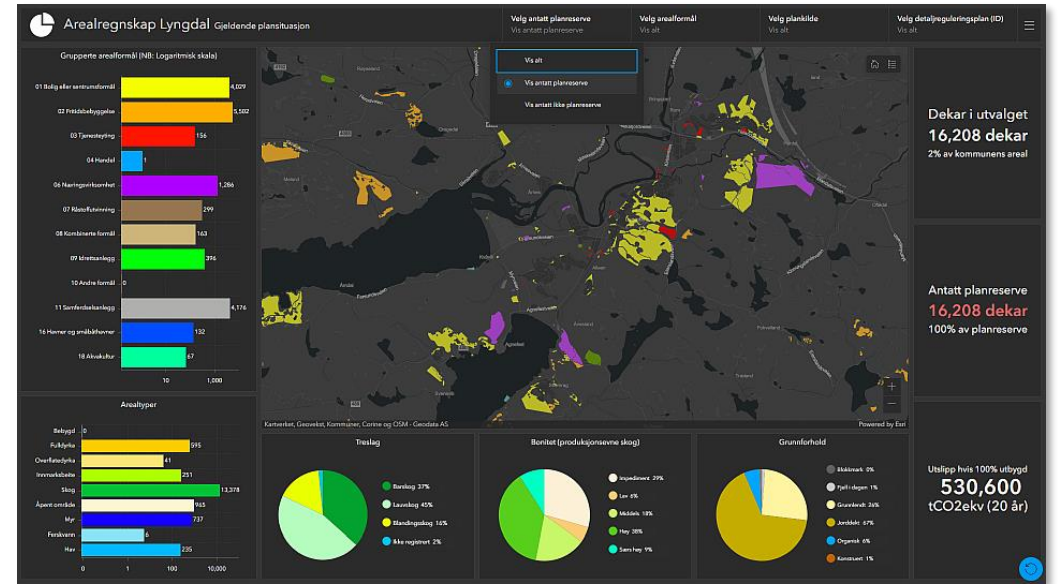 Arealregnskap Lyngdal Gjeldende plansituasjon
Velg antatt planreserve
Vis antatt planreserve
Velg arealformål
Vis alt
Velg plankilde
Vis alt
Velg detaljreguleringsplan (ID)
Vis alt
Vis alt
Vis antatt planreserve
Vis antatt ikke planreserve
Grupperte arealformål (NB: Logaritmisk skala)
01 Bolig eller sentrumsformål 4,029
02 Fritidsbebyggelse 5,502
03 Tjenesteyting 156
04 Handel 1
06 Næringsvirksomhet 1,286
07 Råstoffutvinning 299
08 Kombinerte formål 163
09 Idrettsanlegg 396
10 Andre formål 0
11 Samferdselsanlegg 4,176
16 Havner og småbåthavner 132
18 Akvakultur 67
10 1,000
Arealtyper
Bebygd 0
Fulldyrka 595
Overflatedyrka 41
Innmarksbeite 251
Skog 13,378
Åpent område 965
Myr 737
Ferskvann 6
Hav 235
0 1 100 10,000
Kartverket, Geovekst, Kommuner, Corine og OSM - Geodata AS
Powered by Esri
Treslag
Barskog 37%
Lauvskog 45%
Blandingsskog 16%
Ikke registrert 2%
Bonitet (produksjonsevne skog)
Impediment 29%
Lav 6%
Middels 18%
Høy 38%
Særs høy 9%
Grunnforhold
Blokkmark 0%
Fjell i dagen 1%
Grunnlendt 26%
Jorddekt 67%
Organisk 6%
Konstruert 1%
Dekar i utvalget
16,208 dekar
2% av kommunens areal
Antatt planreserve
16,208 dekar
100% av planreserve
Utslipp hvis 100% utbygd
530,600
tCO2ekv (20 år)